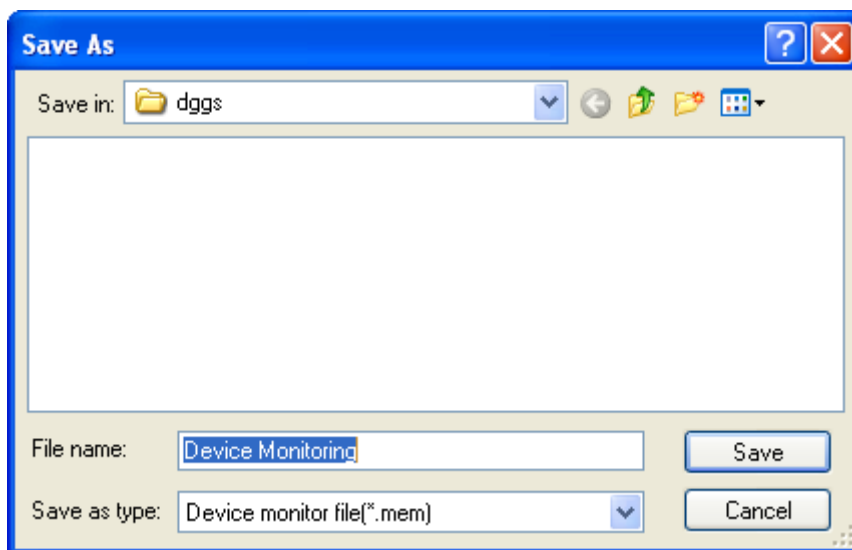 Save As
Save in: dggs
File name: Device Monitoring Save
Save as type: Device monitor file(*.mem) Cancel